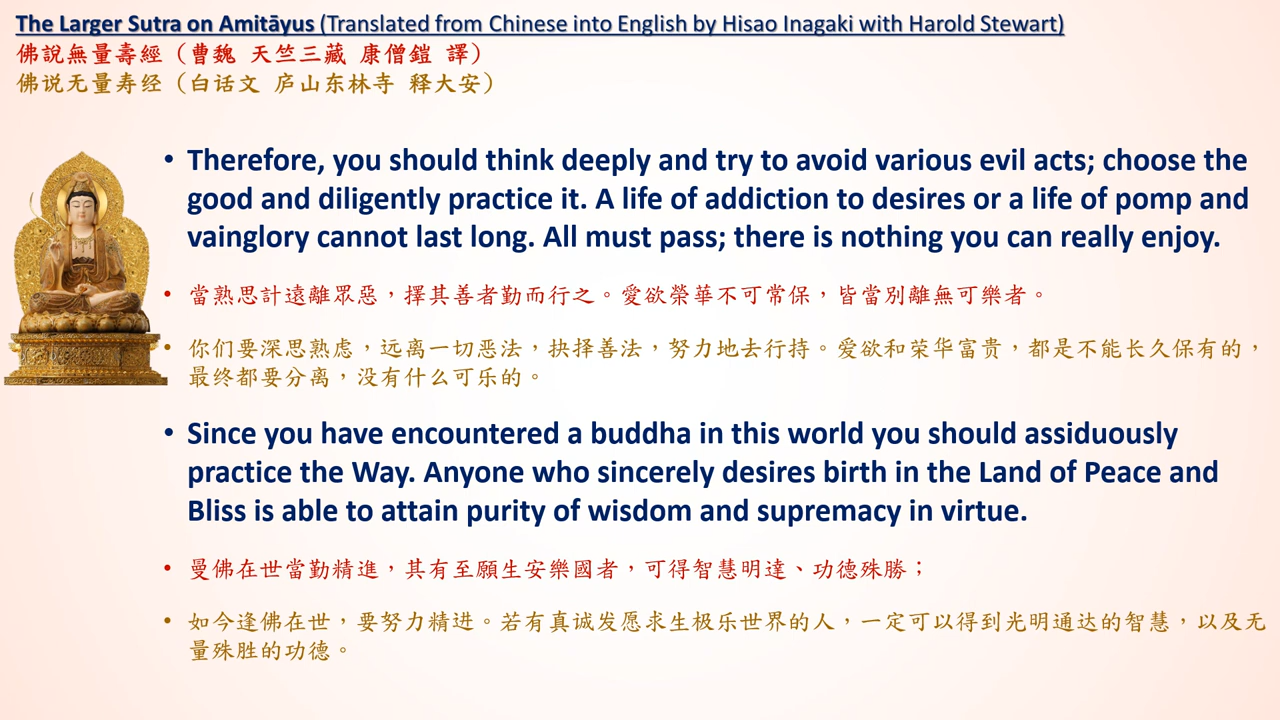 The Larger Sutra on Amitāyus (Translated from Chinese into English by Hisao Inagaki with Harold Stewart)
佛說無量壽經（曹魏 天竺三藏 康僧鎧 譯）
佛说无量寿经（白话文 庐山东林寺 释大安）
• Therefore, you should think deeply and try to avoid various evil acts; choose the
good and diligently practice it. A life of addiction to desires or a life of pomp and
vainglory cannot last long. All must pass; there is nothing you can really enjoy.
• 當熟思計遠離眾惡，擇其善者勤而行之。愛欲榮華不可常保，皆當別離無可樂者。
• 你们要深思熟虑，远离一切恶法，抉择善法，努力地去行持。爱欲和荣华富贵，都是不能长久保有的，
最终都要分离，没有什么可乐的。
• Since you have encountered a buddha in this world you should assiduously
practice the Way. Anyone who sincerely desires birth in the Land of Peace and
Bliss is able to attain purity of wisdom and supremacy in virtue.
• 曼佛在世當勤精進，其有至願生安樂國者，可得智慧明達、功德殊勝；
• 如今逢佛在世，要努力精进。若有真诚发愿求生极乐世界的人，一定可以得到光明通达的智慧，以及无
量殊胜的功德。